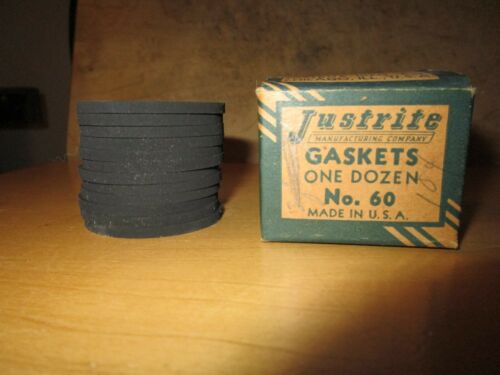 Justrite
MANUFACTURING COMPANY
GASKETS
ONE DOZEN
No. 60
MADE IN U.S.A.